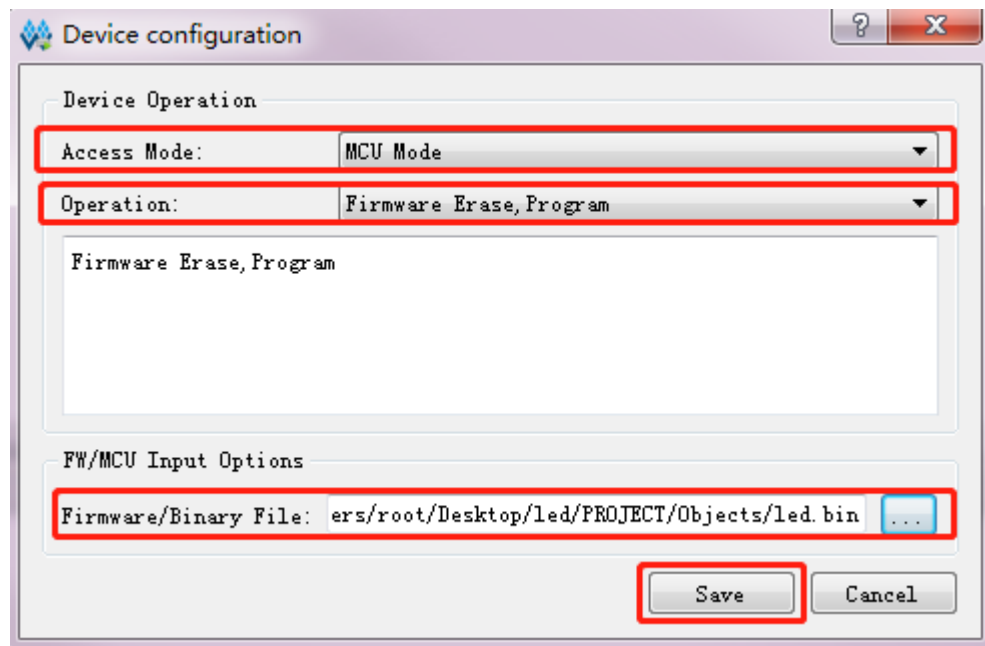 Device configuration
?
X
Device Operation
Access Mode: MCU Mode
Operation: Firmware Erase,Program
Firmware Erase,Program
FW/MCU Input Options
Firmware/Binary File: ers/root/Desktop/led/PROJECT/Objects/led.bin ...
Save Cancel